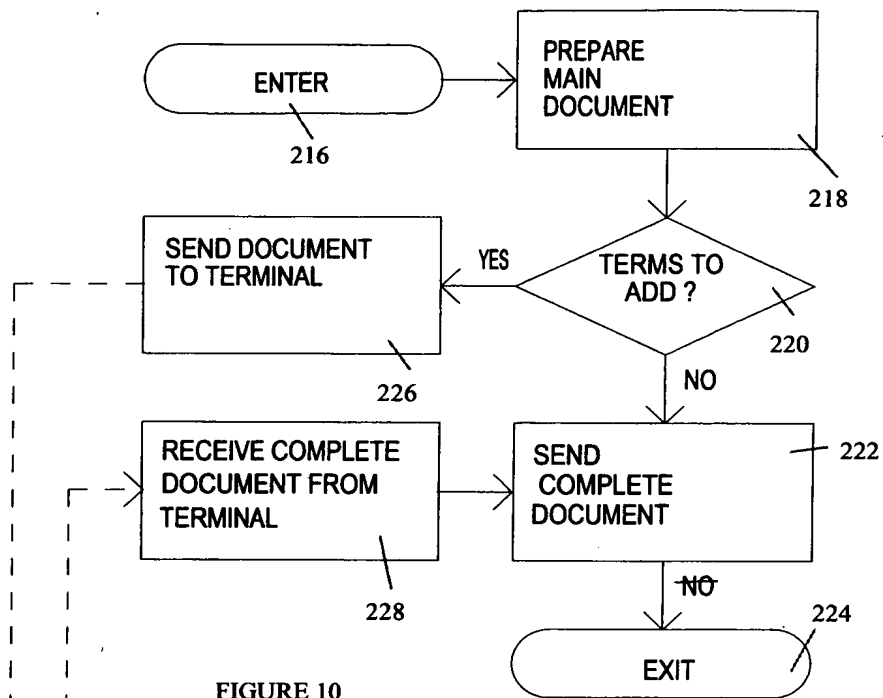 ENTER
216
PREPARE
MAIN
DOCUMENT
218
SEND DOCUMENT
TO TERMINAL
226
YES
TERMS TO
ADD ?
220
NO
RECEIVE COMPLETE
DOCUMENT FROM
TERMINAL
228
SEND
COMPLETE
DOCUMENT
222
NO
224
EXIT
FIGURE 10